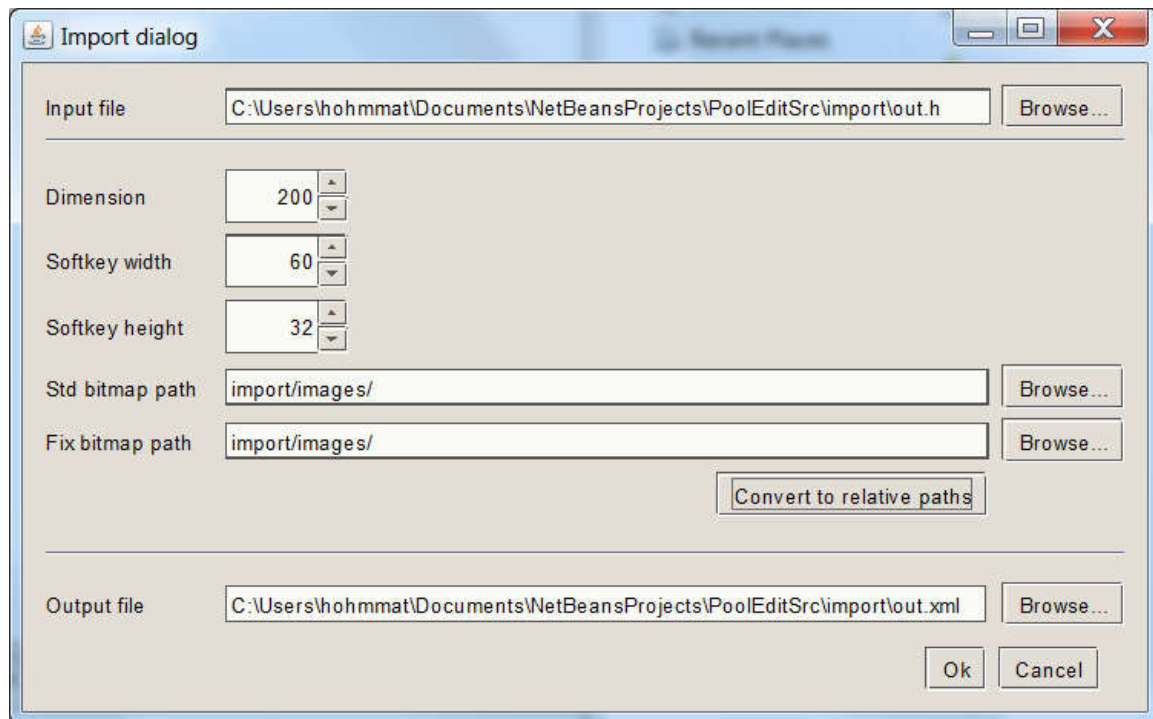 Import dialog
Recent Places
Input file C:\Users\hohmmat\Documents\NetBeansProjects\PoolEditSrc\import\out.h Browse...
Dimension 200
Softkey width 60
Softkey height 32
Std bitmap path import/images/ Browse...
Fix bitmap path import/images/ Browse...
Convert to relative paths
Output file C:\Users\hohmmat\Documents\NetBeansProjects\PoolEditSrc\import\out.xml Browse...
Ok Cancel